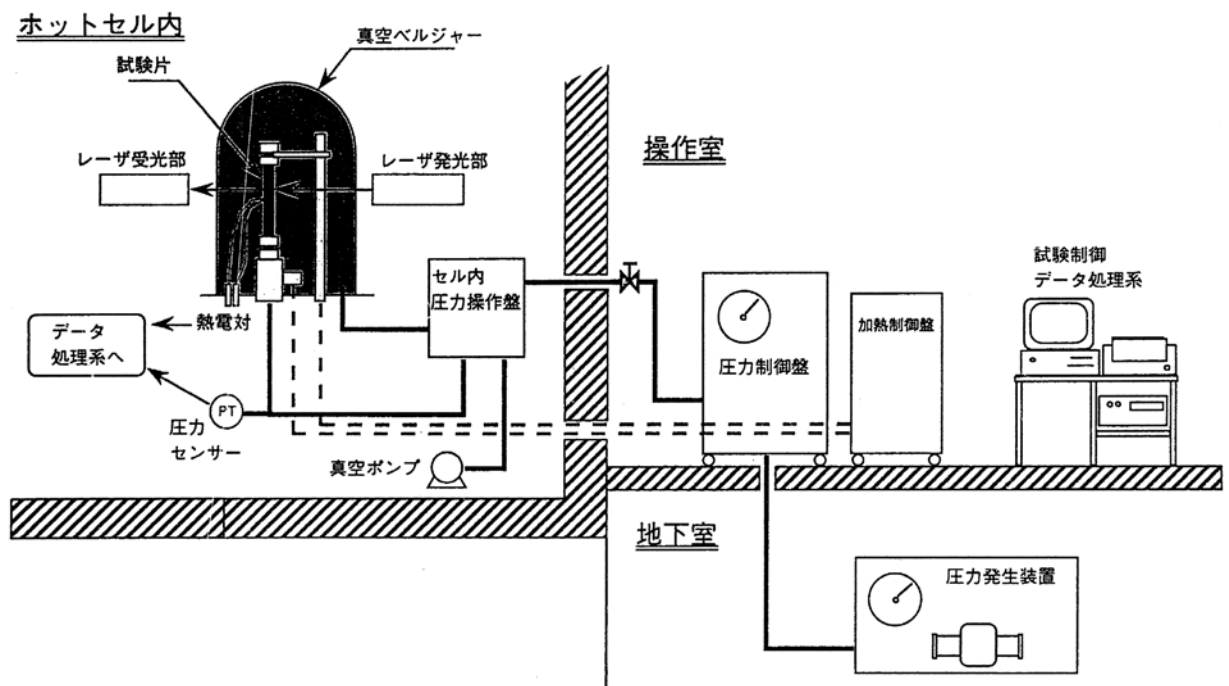 ホットセル内
真空ベルジャー
試験片
レーザ受光部
レーザ発光部
セル内
圧力操作盤
熱電対
データ
処理系へ
PT
圧力
センサー
真空ポンプ
操作室
圧力制御盤
加熱制御盤
試験制御
データ処理系
地下室
圧力発生装置